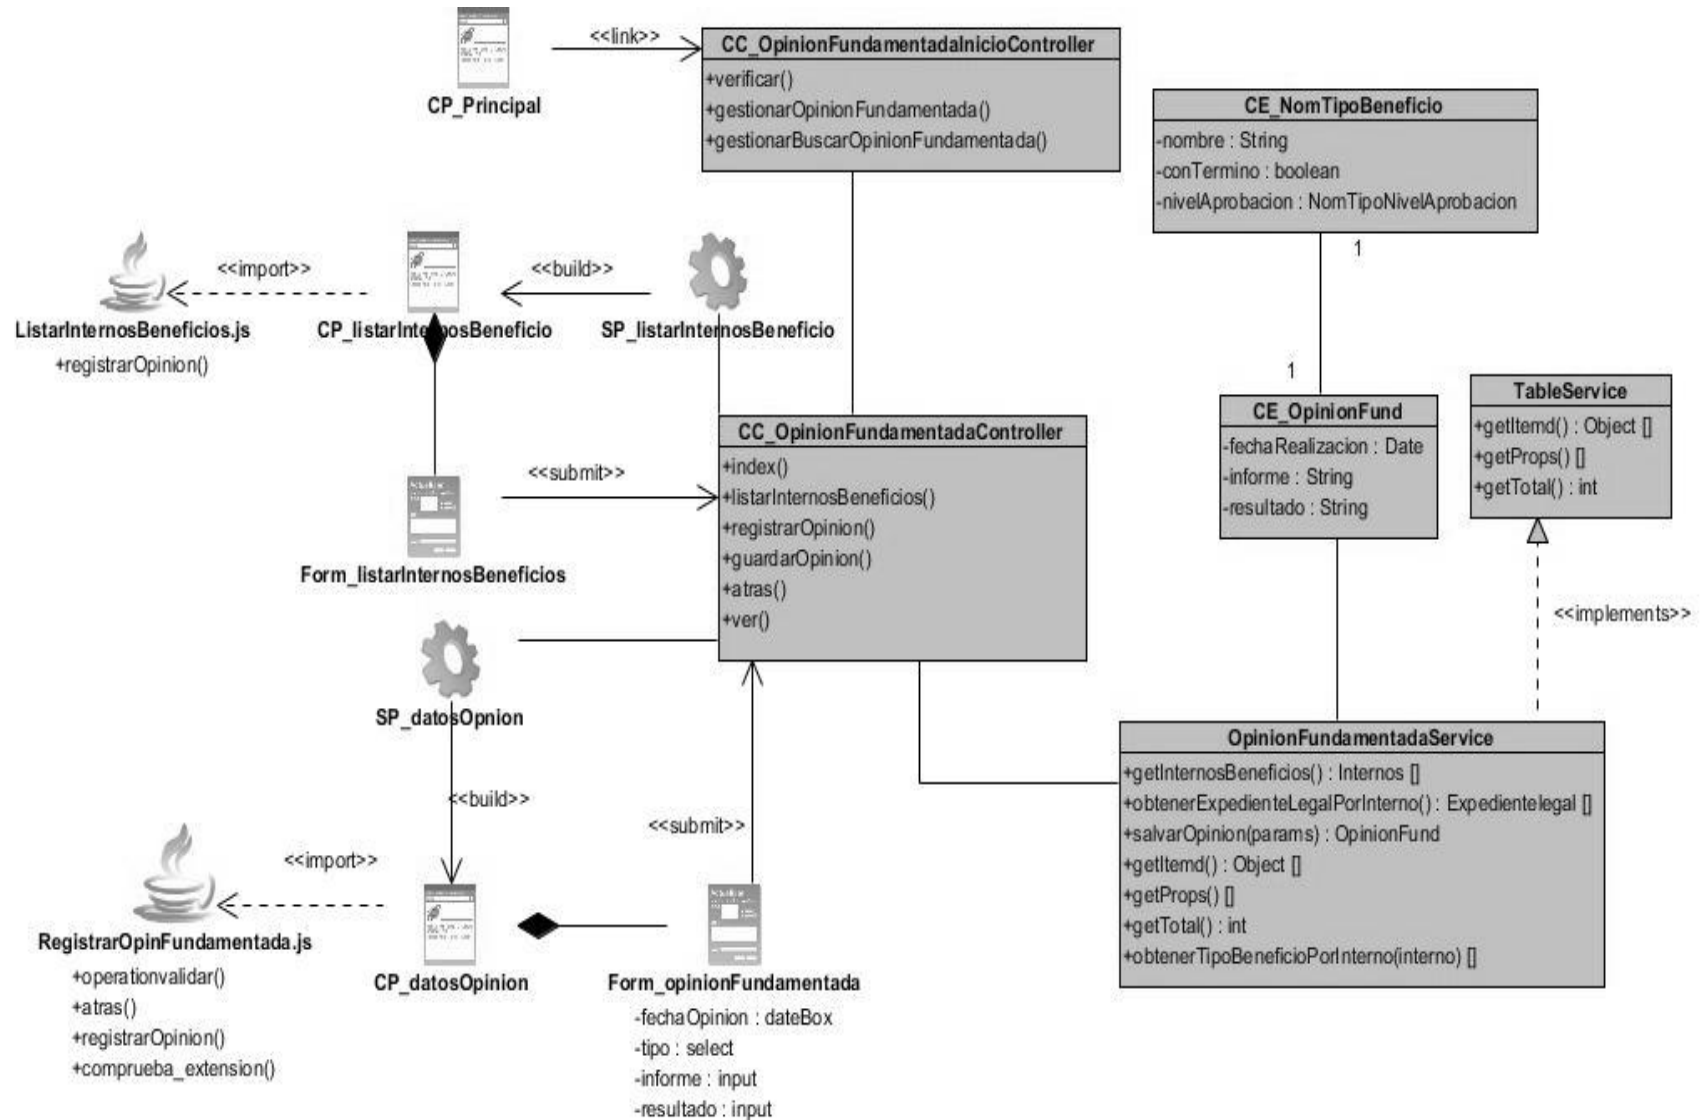 <<link>>
CP_Principal
CC_OpinionFundamentadaInicioController
+verificar()
+gestionarOpinionFundamentada()
+gestionarBuscarOpinionFundamentada()
CE_NomTipoBeneficio
-nombre : String
-conTermino : boolean
-nivelAprobacion : NomTipoNivelAprobacion
1
1
<<import>>
<<build>>
ListarInternosBeneficios.js
+registrarOpinion()
CP_listarInternosBeneficio
SP_listarInternosBeneficio
TableService
+getItemd() : Object []
+getProps() []
+getTotal() : int
CE_OpinionFund
-fechaRealizacion : Date
-informe : String
-resultado : String
CC_OpinionFundamentadaController
+index()
+listarInternosBeneficios()
+registrarOpinion()
+guardarOpinion()
+atras()
+ver()
<<submit>>
Form_listarInternosBeneficios
<<implements>>
SP_datosOpnion
<<build>>
<<submit>>
OpinionFundamentadaService
+getInternosBeneficios() : Internos []
+obtenerExpedienteLegalPorInterno() : Expedientelegal []
+salvarOpinion(params) : OpinionFund
+getItemd() : Object []
+getProps() []
+getTotal() : int
+obtenerTipoBeneficioPorInterno(interno) []
<<import>>
RegistrarOpinFundamentada.js
+operationvalidar()
+atras()
+registrarOpinion()
+comprueba_extension()
CP_datosOpinion
Form_opinionFundamentada
-fechaOpinion : dateBox
-tipo : select
-informe : input
-resultado : input